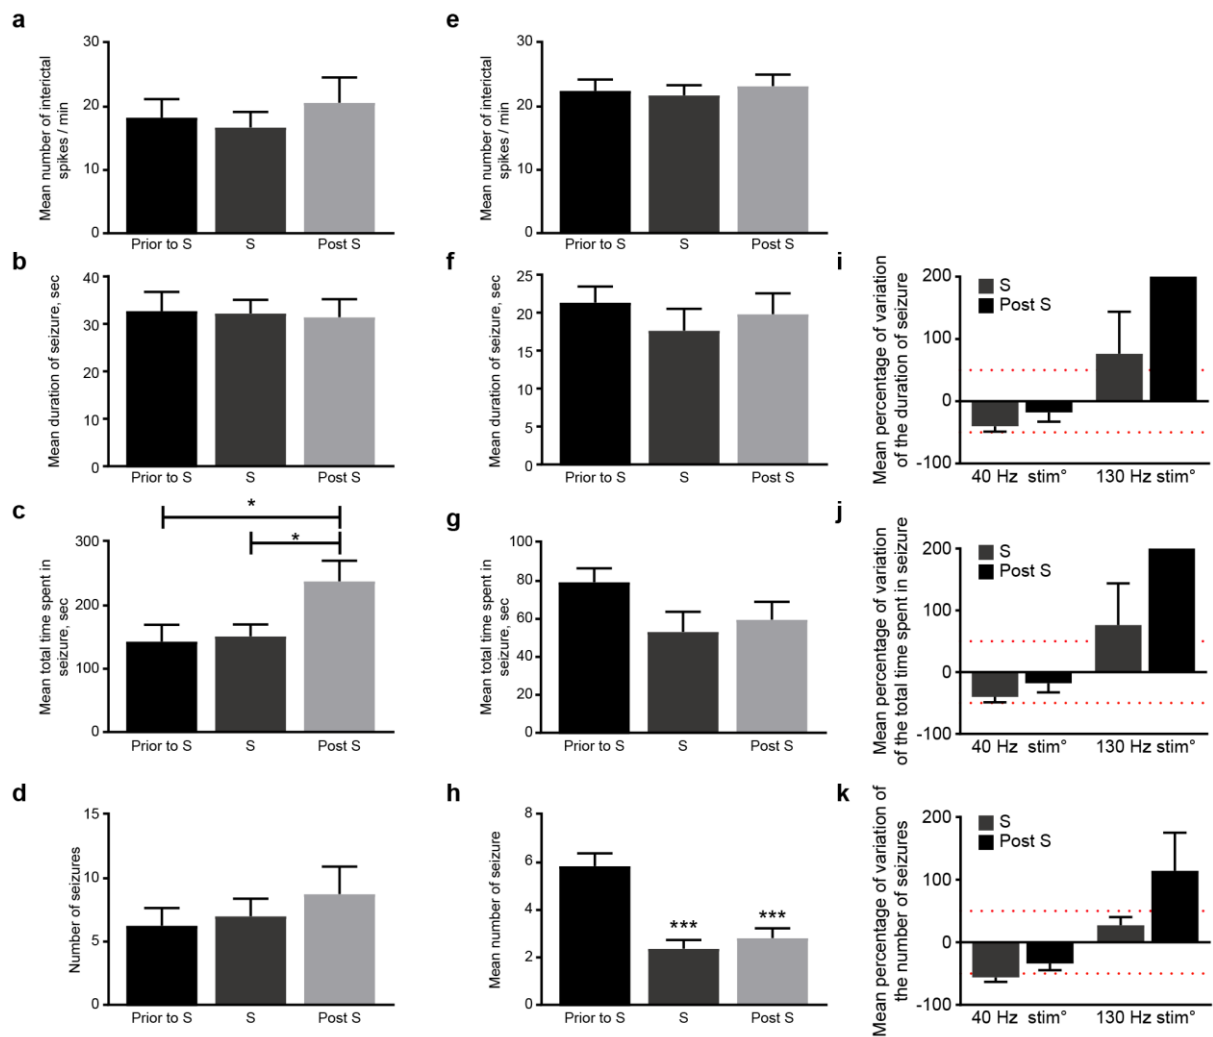 a
Mean number of interictal
spikes / min
30
20
10
0
Prior to S
S
Post S
e
Mean number of interictal
spikes / min
30
20
10
0
Prior to S
S
Post S
b
Mean duration of seizure, sec
40
30
20
10
0
Prior to S
S
Post S
f
Mean duration of seizure, sec
25
20
15
10
5
0
Prior to S
S
Post S
i
Mean percentage of variation
of the duration of seizure
200
100
0
-100
S
Post S
40 Hz stim°
130 Hz stim°
c
Mean total time spent in
seizure, sec
300
200
100
0
*
*
Prior to S
S
Post S
g
Mean total time spent in
seizure, sec
100
80
60
40
20
0
Prior to S
S
Post S
j
Mean percentage of variation
of the total time spent in seizure
200
100
0
-100
S
Post S
40 Hz stim°
130 Hz stim°
d
Number of seizures
15
10
5
0
Prior to S
S
Post S
h
Mean number of seizure
8
6
4
2
0
***
***
Prior to S
S
Post S
k
Mean percentage of variation of
the number of seizures
200
100
0
-100
S
Post S
40 Hz stim°
130 Hz stim°